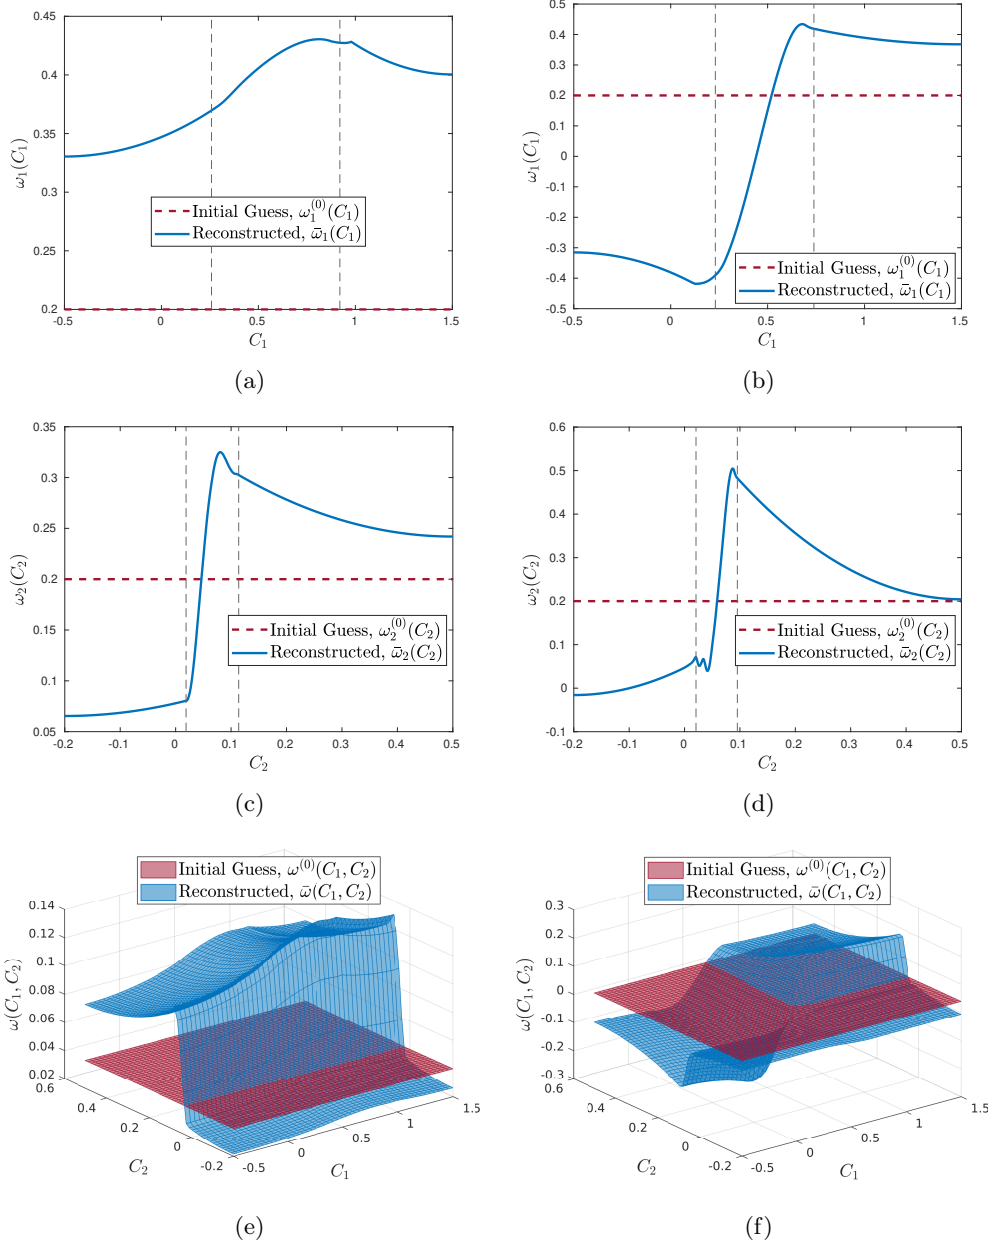 0.45
0.4
0.35
0.3
0.25
0.2
-0.5 0 0.5 1 1.5
ω₁(C₁)
C₁
Initial Guess, ω₁⁽⁰⁾(C₁)
Reconstructed, ω̄₁(C₁)
(a)
0.5
0.4
0.3
0.2
0.1
0
-0.1
-0.2
-0.3
-0.4
-0.5
-0.5 0 0.5 1 1.5
ω₁(C₁)
C₁
Initial Guess, ω₁⁽⁰⁾(C₁)
Reconstructed, ω̄₁(C₁)
(b)
0.35
0.3
0.25
0.2
0.15
0.1
0.05
-0.2 -0.1 0 0.1 0.2 0.3 0.4 0.5
ω₂(C₂)
C₂
Initial Guess, ω₂⁽⁰⁾(C₂)
Reconstructed, ω̄₂(C₂)
(c)
0.6
0.5
0.4
0.3
0.2
0.1
0
-0.1
-0.2 -0.1 0 0.1 0.2 0.3 0.4 0.5
ω₂(C₂)
C₂
Initial Guess, ω₂⁽⁰⁾(C₂)
Reconstructed, ω̄₂(C₂)
(d)
Initial Guess, ω⁽⁰⁾(C₁, C₂)
Reconstructed, ω̄(C₁, C₂)
0.14
0.12
0.1
0.08
0.06
0.04
0.02
ω(C₁, C₂)
0.6 0.4 0.2 0 -0.2
C₂
-0.5 0 0.5 1 1.5
C₁
(e)
Initial Guess, ω⁽⁰⁾(C₁, C₂)
Reconstructed, ω̄(C₁, C₂)
0.3
0.2
0.1
0
-0.1
-0.2
-0.3
ω(C₁, C₂)
0.6 0.4 0.2 0 -0.2
C₂
-0.5 0 0.5 1 1.5
C₁
(f)